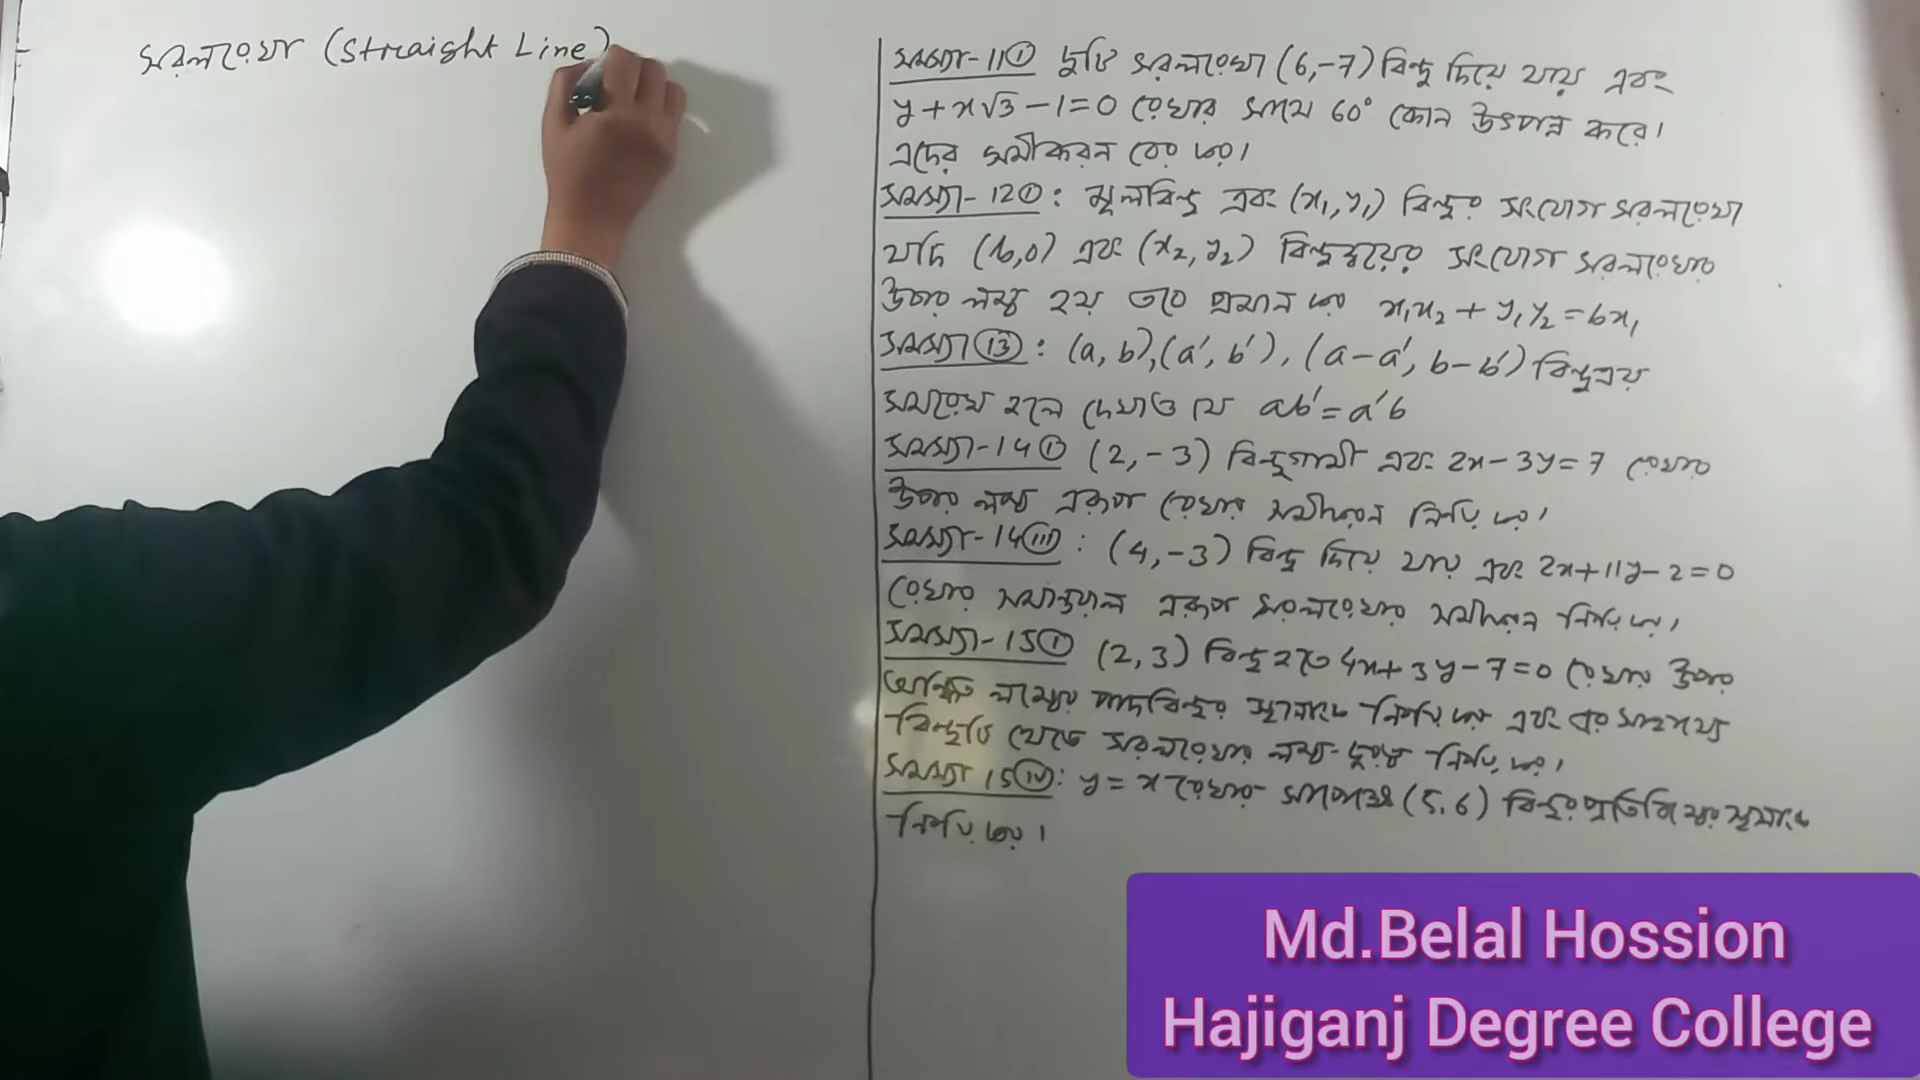 সরলরেখা (Straight Line)
সমস্যা-11(i) দুটি সরলরেখা (6,-7) বিন্দু দিয়ে যায় এবং
y+x√3-1=0 রেখার সাথে 60° কোন উৎপন্ন করে।
এদের সমীকরন বের কর।
সমস্যা-12(i): মূলবিন্দু এবং (x₁,y₁) বিন্দুর সংযোগ সরলরেখা
যদি (b,0) এবং (x₂,y₂) বিন্দুদ্বয়ের সংযোগ সরলরেখার
উপর লম্ব হয় তবে প্রমান কর x₁x₂+y₁y₂=bx₁
সমস্যা (13): (a,b),(a′,b′),(a-a′,b-b′) বিন্দুত্রয়
সমরেখ হলে দেখাও যে ab′=a′b
সমস্যা-14(i) (2,-3) বিন্দুগামী এবং 2x-3y=7 রেখার
উপর লম্ব এরূপ রেখার সমীকরন নির্ণয় কর।
সমস্যা-14(iii): (4,-3) বিন্দু দিয়ে যায় এবং 2x+11y-2=0
রেখার সমান্তরাল এরূপ সরলরেখার সমীকরন নির্ণয় কর।
সমস্যা-15(i) (2,3) বিন্দু হতে 4x+3y-7=0 রেখার উপর
অঙ্কিত লম্বের পাদবিন্দুর স্থানাংক নির্ণয় কর এবং এর সাহায্যে
বিন্দুটি থেকে সরলরেখার লম্ব-দূরত্ব নির্ণয় কর।
সমস্যা 15(iv): y=x রেখার সাপেক্ষে (5,6) বিন্দুর প্রতিবিম্বের স্থানাংক
নির্ণয় কর।
Md.Belal Hossion
Hajiganj Degree College